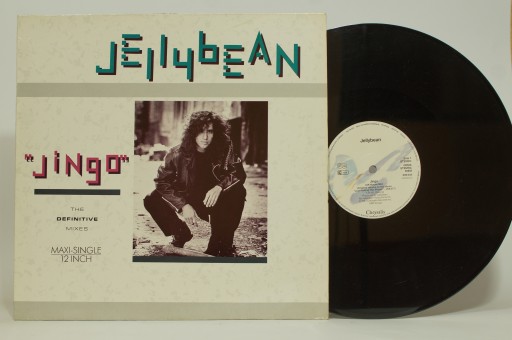 JEllybEAN
"Jingo"
THE
DEFINITIVE
MIXES
MAXI-SINGLE
12 INCH
Jellybean
Chrysalis